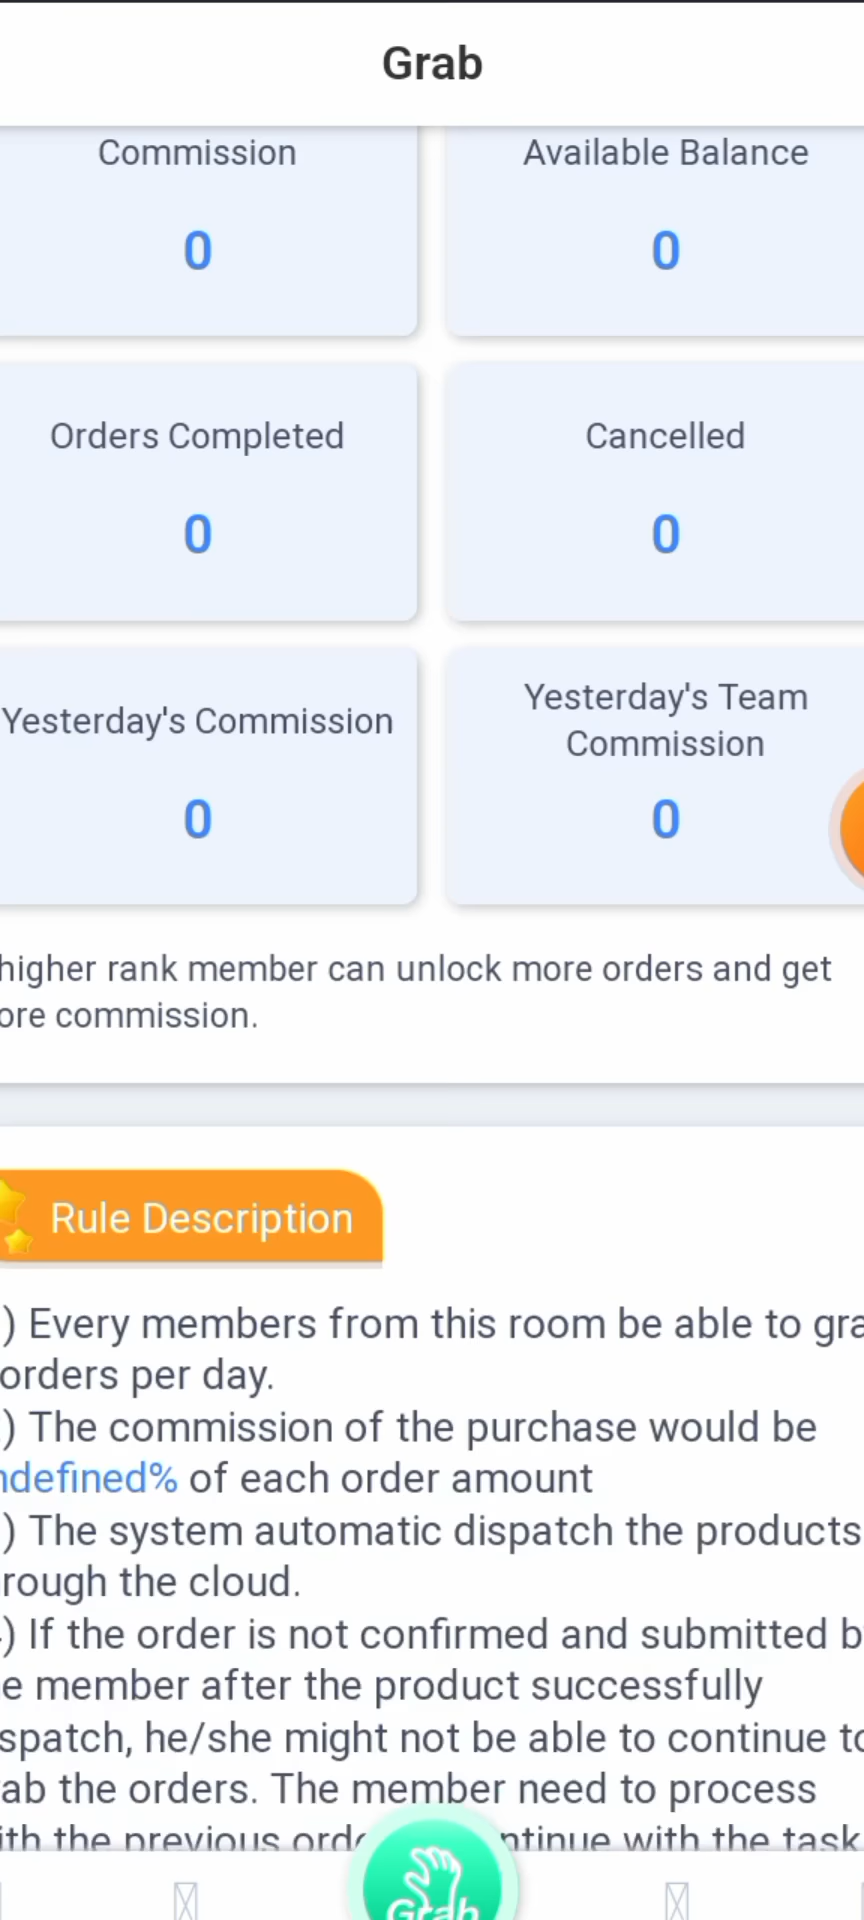 Grab
Commission
Available Balance
0
0
Orders Completed
Cancelled
0
0
Yesterday's Commission
Yesterday's Team
Commission
0
0
higher rank member can unlock more orders and get
ore commission.
Rule Description
) Every members from this room be able to gra
orders per day.
) The commission of the purchase would be
ndefined% of each order amount
) The system automatic dispatch the products
rough the cloud.
) If the order is not confirmed and submitted by
e member after the product successfully
spatch, he/she might not be able to continue to
ab the orders. The member need to process
ith the previous orde ntinue with the task
Grab